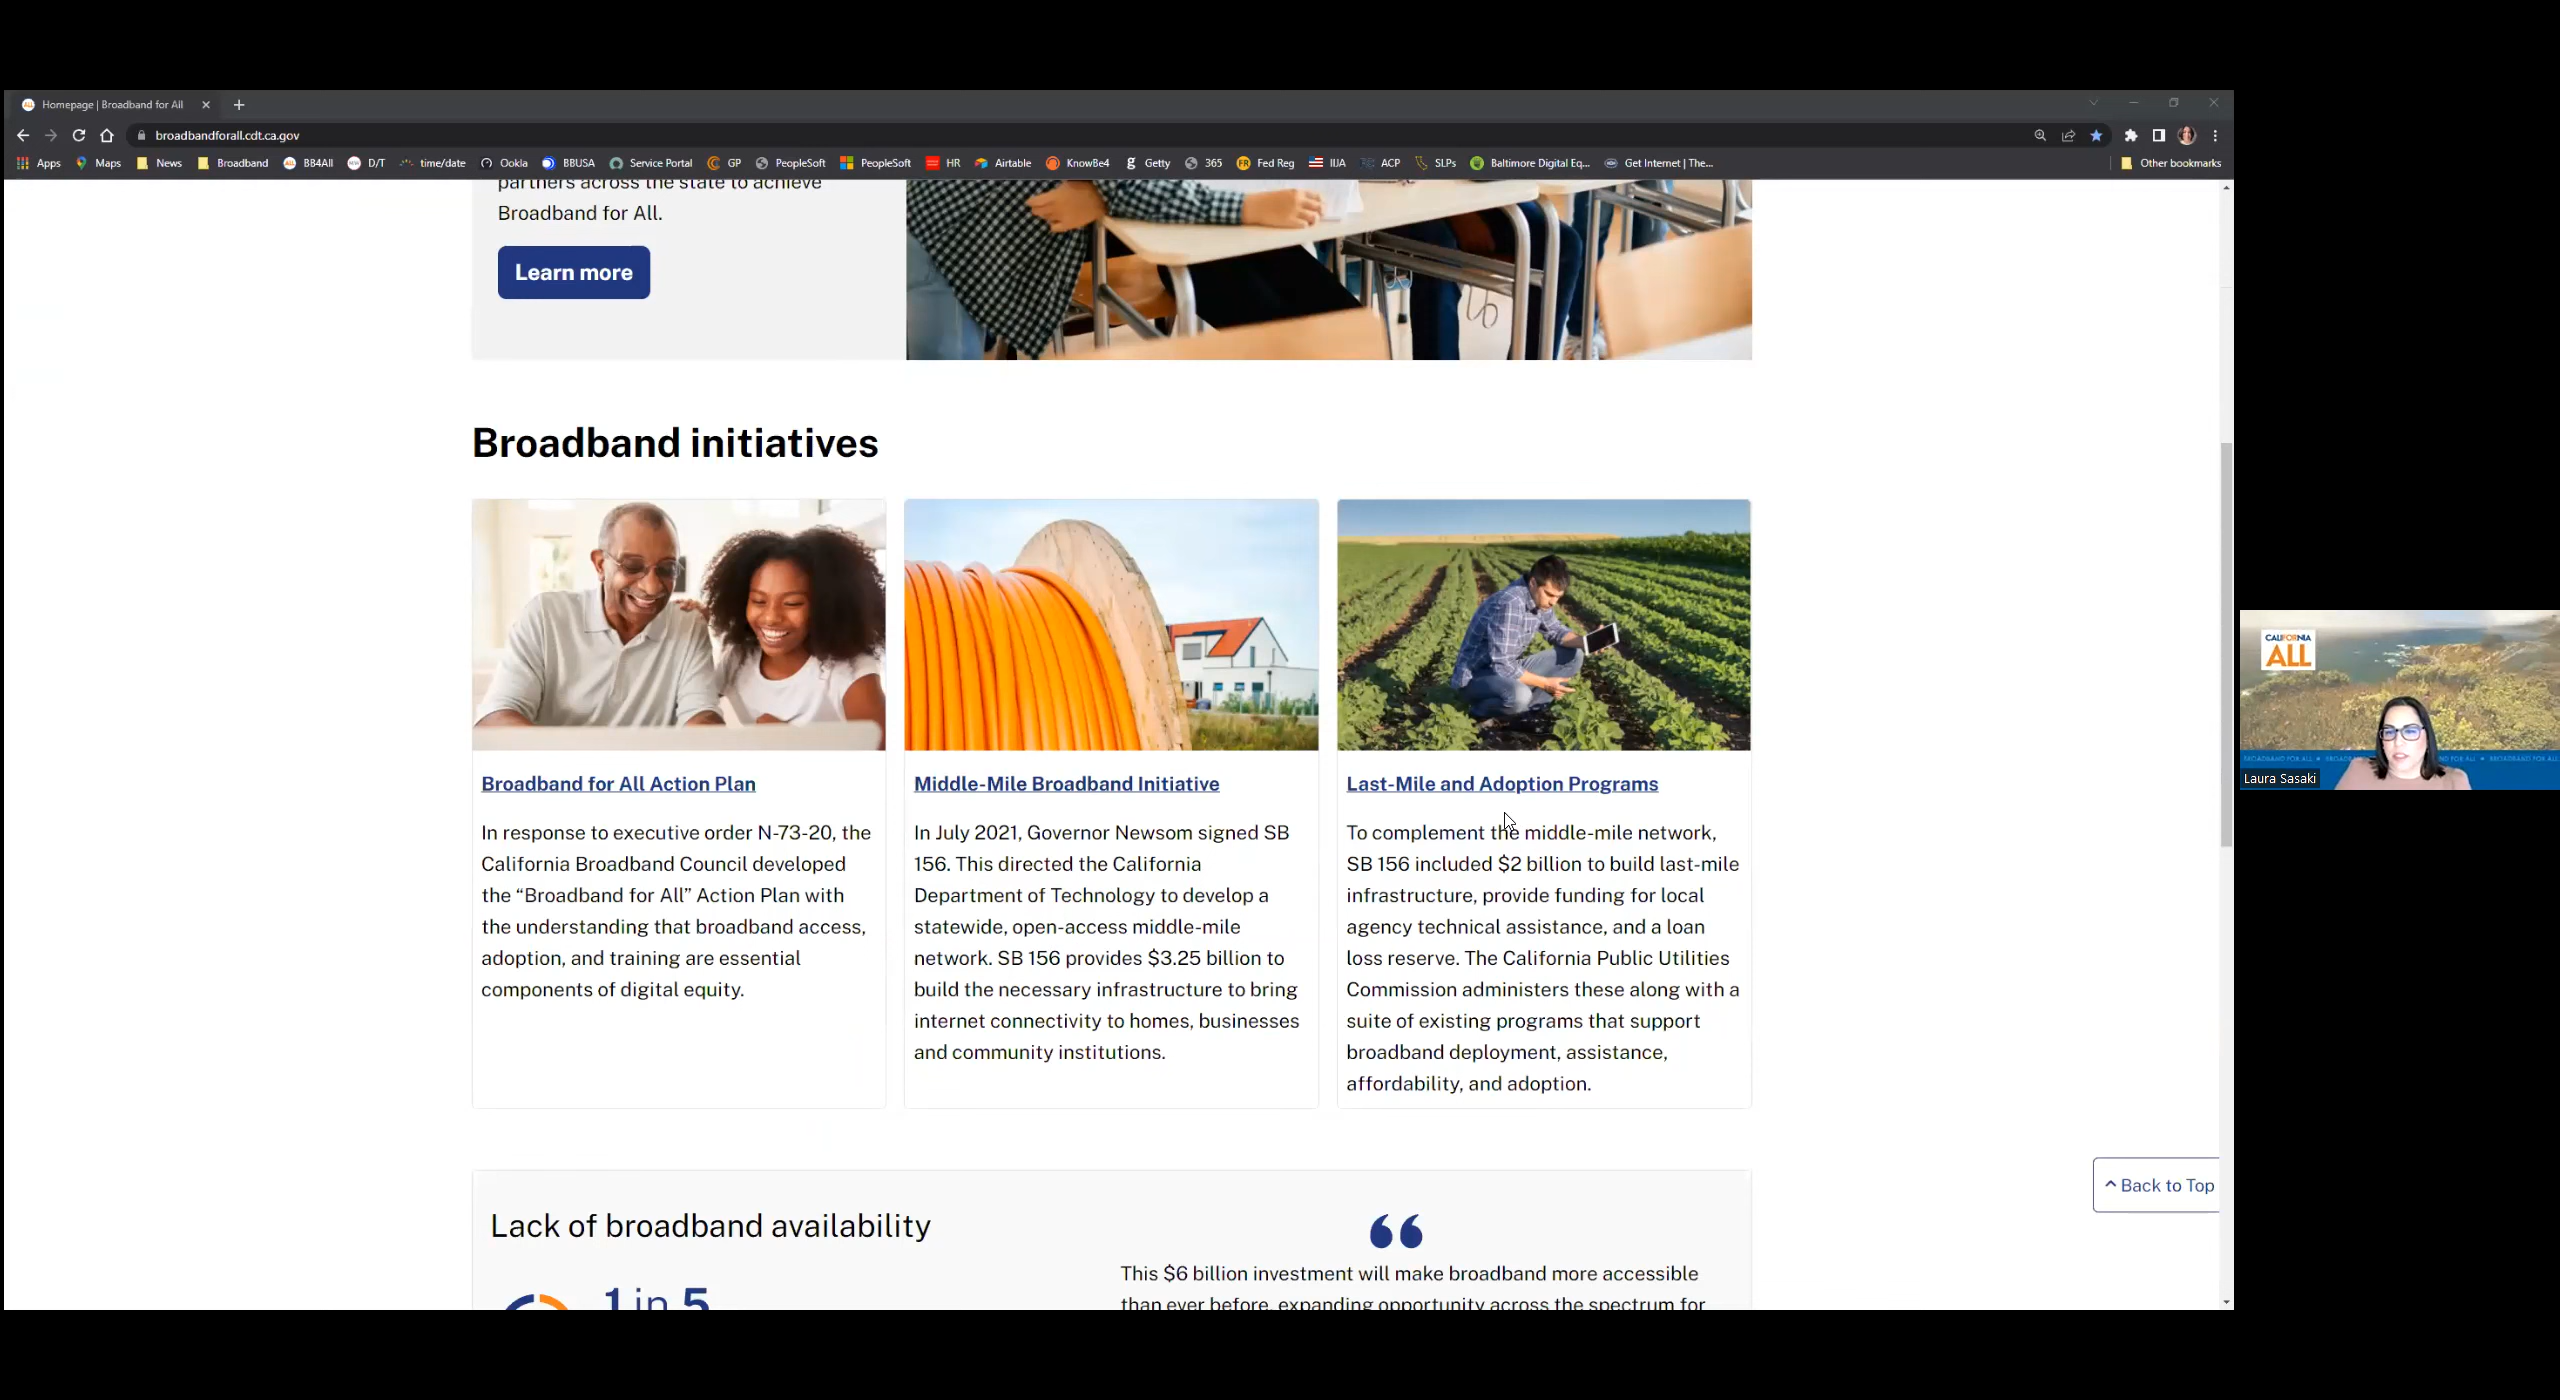 Homepage | Broadband for All
broadbandforall.cdt.ca.gov
Apps Maps News Broadband BB4All D/T time/date Ookla BBUSA Service Portal GP PeopleSoft PeopleSoft HR Airtable KnowBe4 Getty 365 Fed Reg IIJA ACP SLPs Baltimore Digital Eq... Get Internet | The... Other bookmarks
partners across the state to achieve
Broadband for All.
Learn more
Broadband initiatives
Broadband for All Action Plan
In response to executive order N-73-20, the
California Broadband Council developed
the “Broadband for All” Action Plan with
the understanding that broadband access,
adoption, and training are essential
components of digital equity.
Middle-Mile Broadband Initiative
In July 2021, Governor Newsom signed SB
156. This directed the California
Department of Technology to develop a
statewide, open-access middle-mile
network. SB 156 provides $3.25 billion to
build the necessary infrastructure to bring
internet connectivity to homes, businesses
and community institutions.
Last-Mile and Adoption Programs
To complement the middle-mile network,
SB 156 included $2 billion to build last-mile
infrastructure, provide funding for local
agency technical assistance, and a loan
loss reserve. The California Public Utilities
Commission administers these along with a
suite of existing programs that support
broadband deployment, assistance,
affordability, and adoption.
Back to Top
Lack of broadband availability
1 in 5
“
This $6 billion investment will make broadband more accessible
than ever before, expanding opportunity across the spectrum for
CALIFORNIA
ALL
BROADBAND FOR ALL
BROADBAND FOR ALL
Laura Sasaki